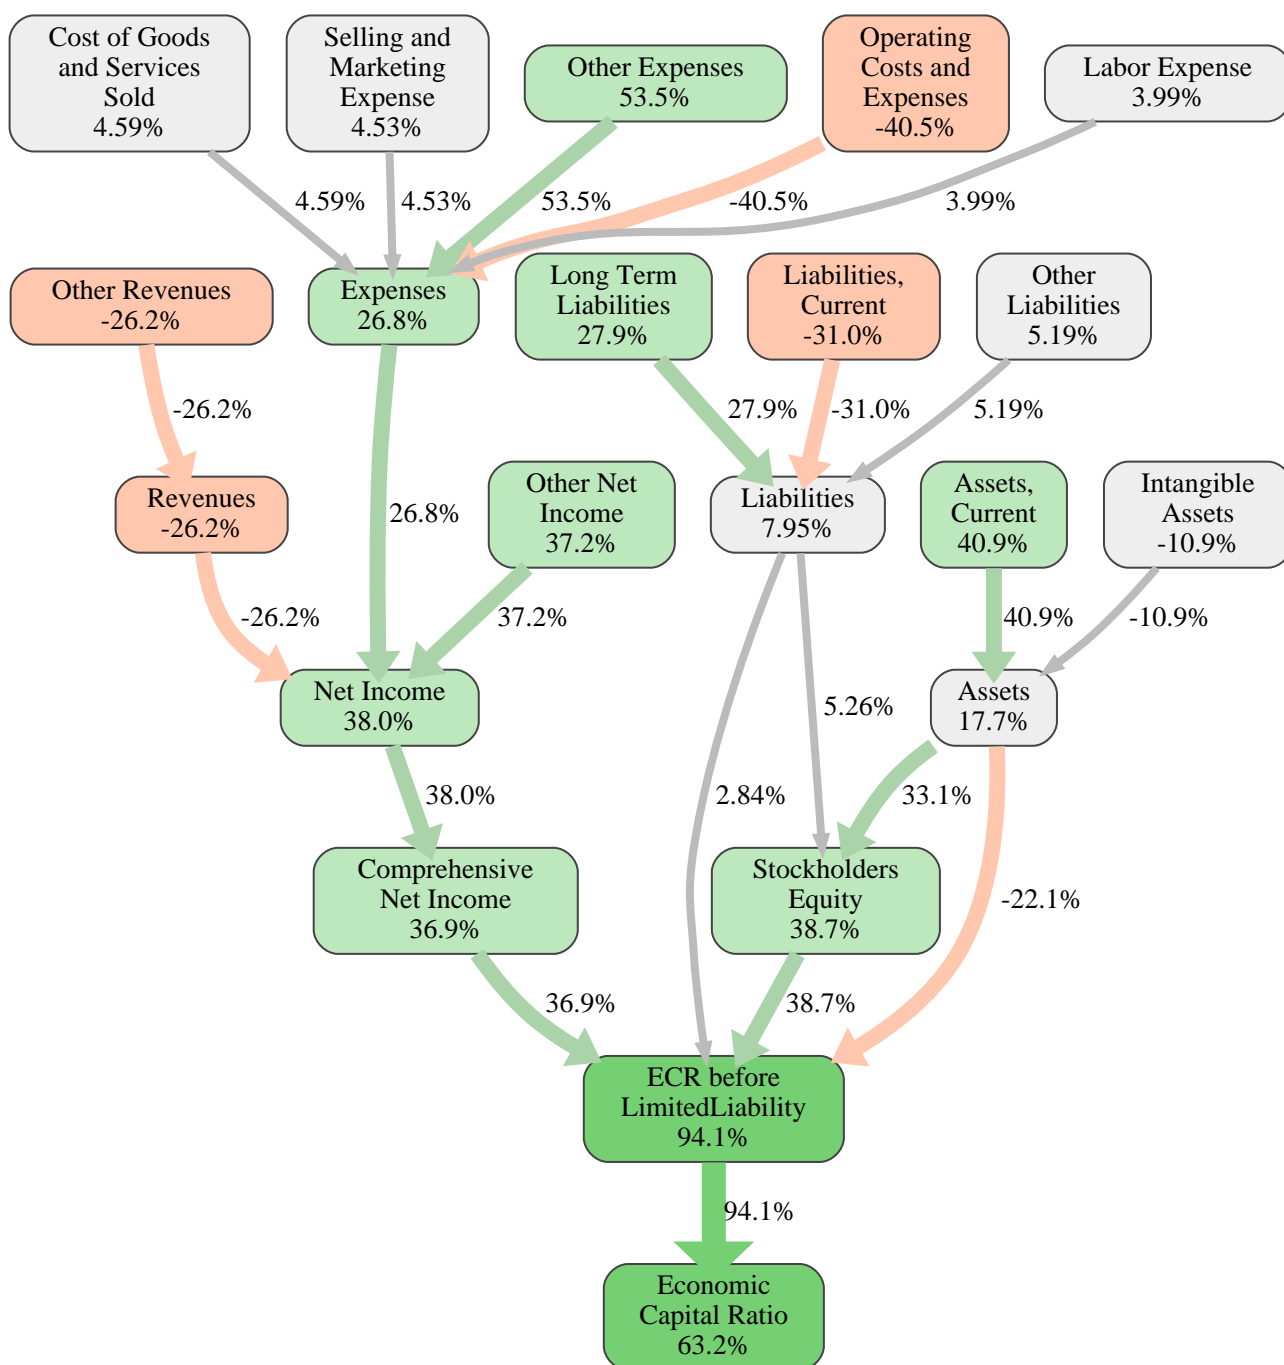 Cost of Goods
and Services
Sold
4.59%
Selling and
Marketing
Expense
4.53%
Other Expenses
53.5%
Operating
Costs and
Expenses
-40.5%
Labor Expense
3.99%
4.59%
4.53%
53.5%
-40.5%
3.99%
Other Revenues
-26.2%
Expenses
26.8%
Long Term
Liabilities
27.9%
Liabilities,
Current
-31.0%
Other
Liabilities
5.19%
-26.2%
27.9%
-31.0%
5.19%
Revenues
-26.2%
26.8%
Other Net
Income
37.2%
Liabilities
7.95%
Assets,
Current
40.9%
Intangible
Assets
-10.9%
-26.2%
37.2%
40.9%
-10.9%
Net Income
38.0%
5.26%
Assets
17.7%
38.0%
2.84%
33.1%
Comprehensive
Net Income
36.9%
Stockholders
Equity
38.7%
-22.1%
36.9%
38.7%
ECR before
LimitedLiability
94.1%
94.1%
Economic
Capital Ratio
63.2%